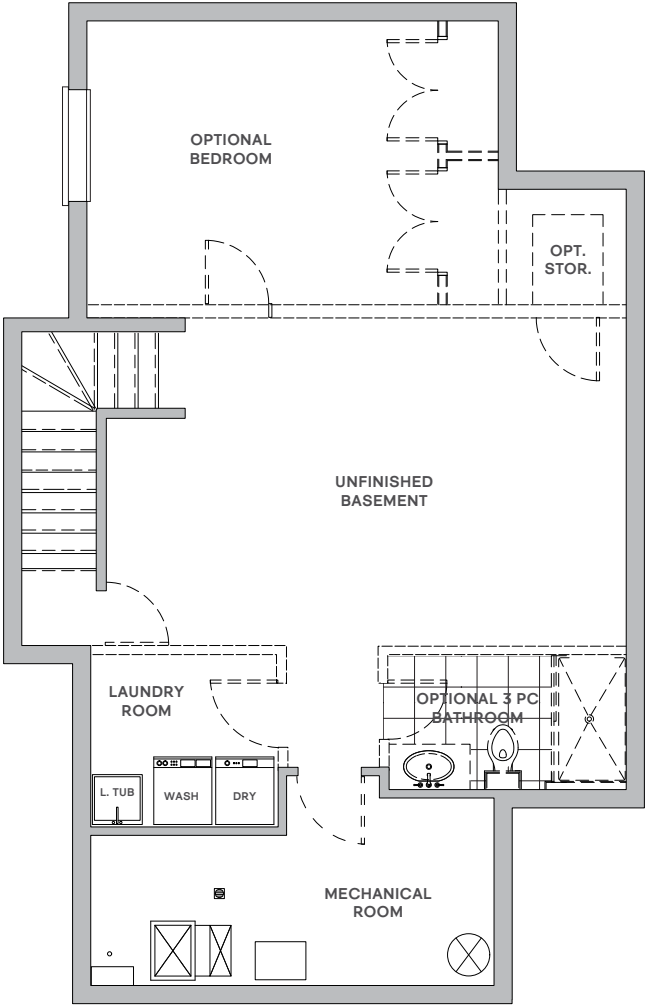 OPTIONAL
BEDROOM
OPT.
STOR.
UNFINISHED
BASEMENT
LAUNDRY
ROOM
OPTIONAL 3 PC
BATHROOM
L. TUB
WASH
DRY
MECHANICAL
ROOM